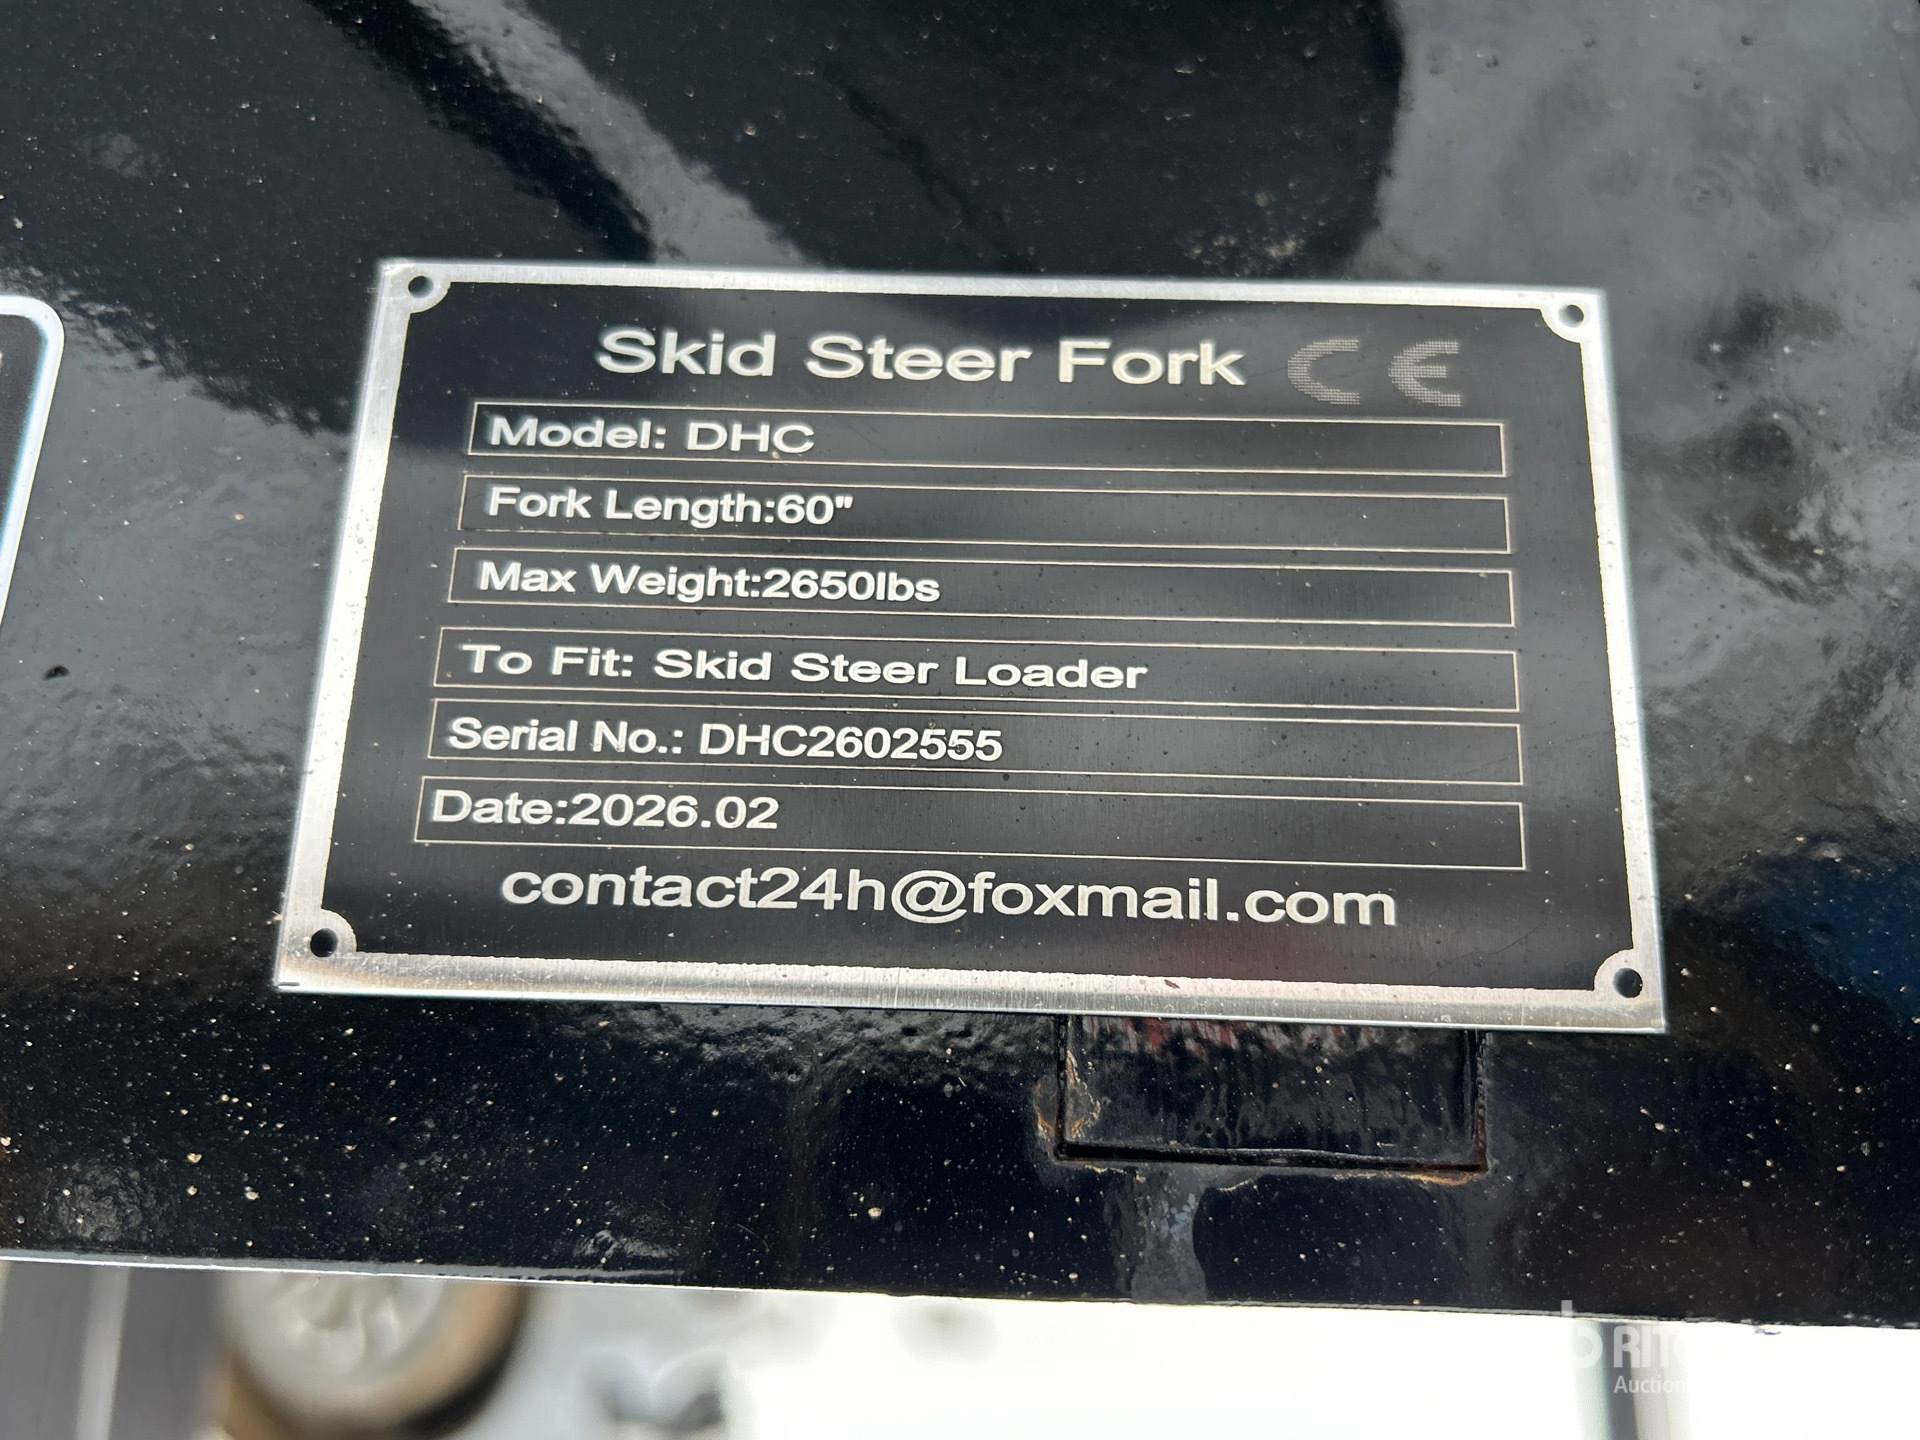 Skid Steer Fork CE
Model: DHC
Fork Length:60"
Max Weight:2650lbs
To Fit: Skid Steer Loader
Serial No.: DHC2602555
Date:2026.02
contact24h@foxmail.com